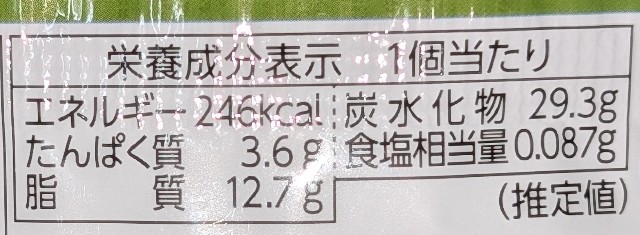 栄養成分表示 1個当たり
エネルギー 246kcal 炭水化物 29.3g
たんぱく質 3.6g 食塩相当量 0.087g
脂質 12.7g
(推定値)